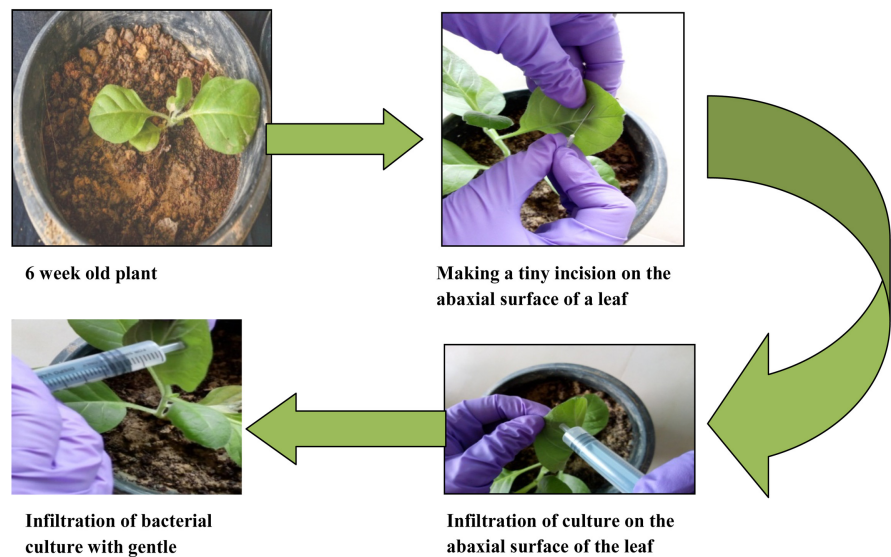 6 week old plant
Making a tiny incision on the
abaxial surface of a leaf
Infiltration of culture on the
abaxial surface of the leaf
Infiltration of bacterial
culture with gentle